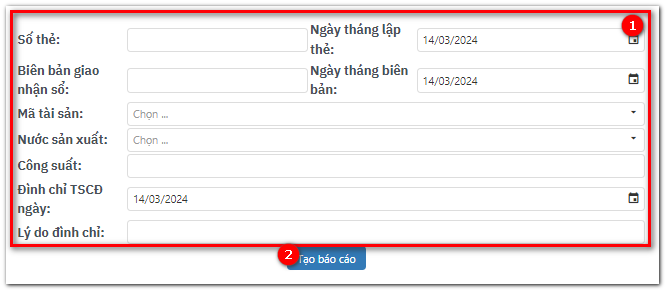 1
Số thẻ:
Ngày tháng lập
thẻ:
14/03/2024
Biên bản giao
nhận số:
Ngày tháng biên
bản:
14/03/2024
Mã tài sản:
Chọn ...
Nước sản xuất:
Chọn ...
Công suất:
Đình chỉ TSCĐ
ngày:
14/03/2024
Lý do đình chỉ:
2
Tạo báo cáo